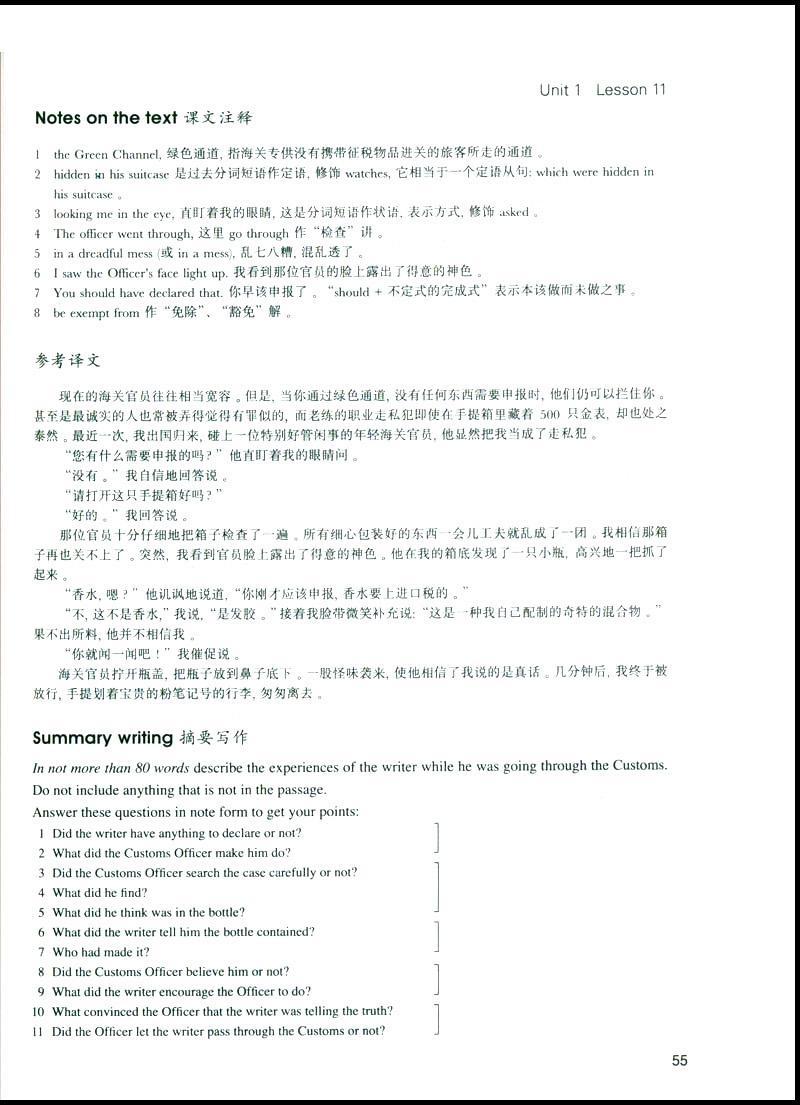 Unit 1 Lesson 11
Notes on the text 课文注释
1 the Green Channel, 绿色通道, 指海关专供没有携带征税物品进关的旅客所走的通道。
2 hidden in his suitcase 是过去分词短语作定语, 修饰 watches, 它相当于一个定语从句: which were hidden in
his suitcase。
3 looking me in the eye, 直盯着我的眼睛, 这是分词短语作状语, 表示方式, 修饰 asked。
4 The officer went through, 这里 go through 作“检查”讲。
5 in a dreadful mess (或 in a mess), 乱七八糟, 混乱透了。
6 I saw the Officer's face light up. 我看到那位官员的脸上露出了得意的神色。
7 You should have declared that. 你早该申报了。“should + 不定式的完成式”表示本该做而未做之事。
8 be exempt from 作“免除”、“豁免”解。
参考译文
现在的海关官员往往相当宽容。但是, 当你通过绿色通道, 没有任何东西需要申报时, 他们仍可以拦住你。
甚至是最诚实的人也常被弄得觉得有罪似的, 而老练的职业走私犯即使在手提箱里藏着 500 只金表, 却也处之
泰然。最近一次, 我出国归来, 碰上一位特别好管闲事的年轻海关官员, 他显然把我当成了走私犯。
“您有什么需要申报的吗?”他直盯着我的眼睛问。
“没有。”我自信地回答说。
“请打开这只手提箱好吗?”
“好的。”我回答说。
那位官员十分仔细地把箱子检查了一遍。所有细心包装好的东西一会儿工夫就乱成了一团。我相信那箱
子再也关不上了。突然, 我看到官员脸上露出了得意的神色。他在我的箱底发现了一只小瓶, 高兴地一把抓了
起来。
“香水, 嗯?”他讥讽地说道, “你刚才应该申报, 香水要上进口税的。”
“不, 这不是香水,”我说, “是发胶。”接着我脸带微笑补充说: “这是一种我自己配制的奇特的混合物。”
果不出所料, 他并不相信我。
“你就闻一闻吧!”我催促说。
海关官员拧开瓶盖, 把瓶子放到鼻子底下。一股怪味袭来, 使他相信了我说的是真话。几分钟后, 我终于被
放行, 手提划着宝贵的粉笔记号的行李, 匆匆离去。
Summary writing 摘要写作
In not more than 80 words describe the experiences of the writer while he was going through the Customs.
Do not include anything that is not in the passage.
Answer these questions in note form to get your points:
1 Did the writer have anything to declare or not?
2 What did the Customs Officer make him do?
3 Did the Customs Officer search the case carefully or not?
4 What did he find?
5 What did he think was in the bottle?
6 What did the writer tell him the bottle contained?
7 Who had made it?
8 Did the Customs Officer believe him or not?
9 What did the writer encourage the Officer to do?
10 What convinced the Officer that the writer was telling the truth?
11 Did the Officer let the writer pass through the Customs or not?
55